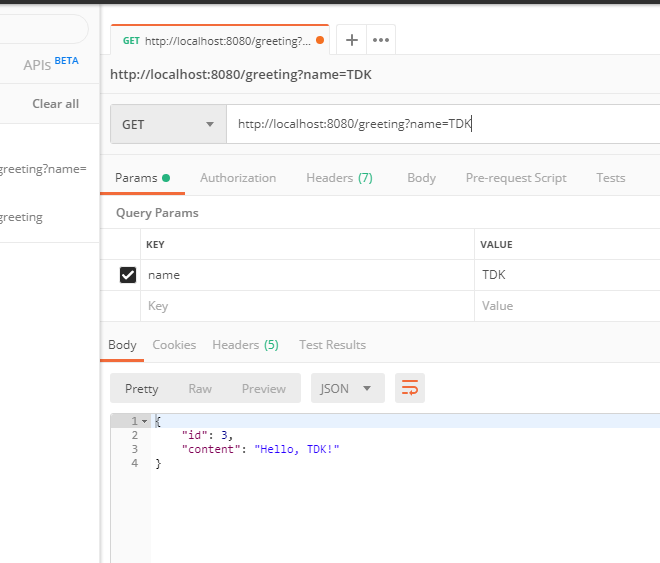 GET http://localhost:8080/greeting?...
APIs BETA
Clear all
greeting?name=
greeting
http://localhost:8080/greeting?name=TDK
GET http://localhost:8080/greeting?name=TDK
Params Authorization Headers (7) Body Pre-request Script Tests
Query Params
KEY VALUE
name TDK
Key Value
Body Cookies Headers (5) Test Results
Pretty Raw Preview JSON
1 {
2 "id": 3,
3 "content": "Hello, TDK!"
4 }